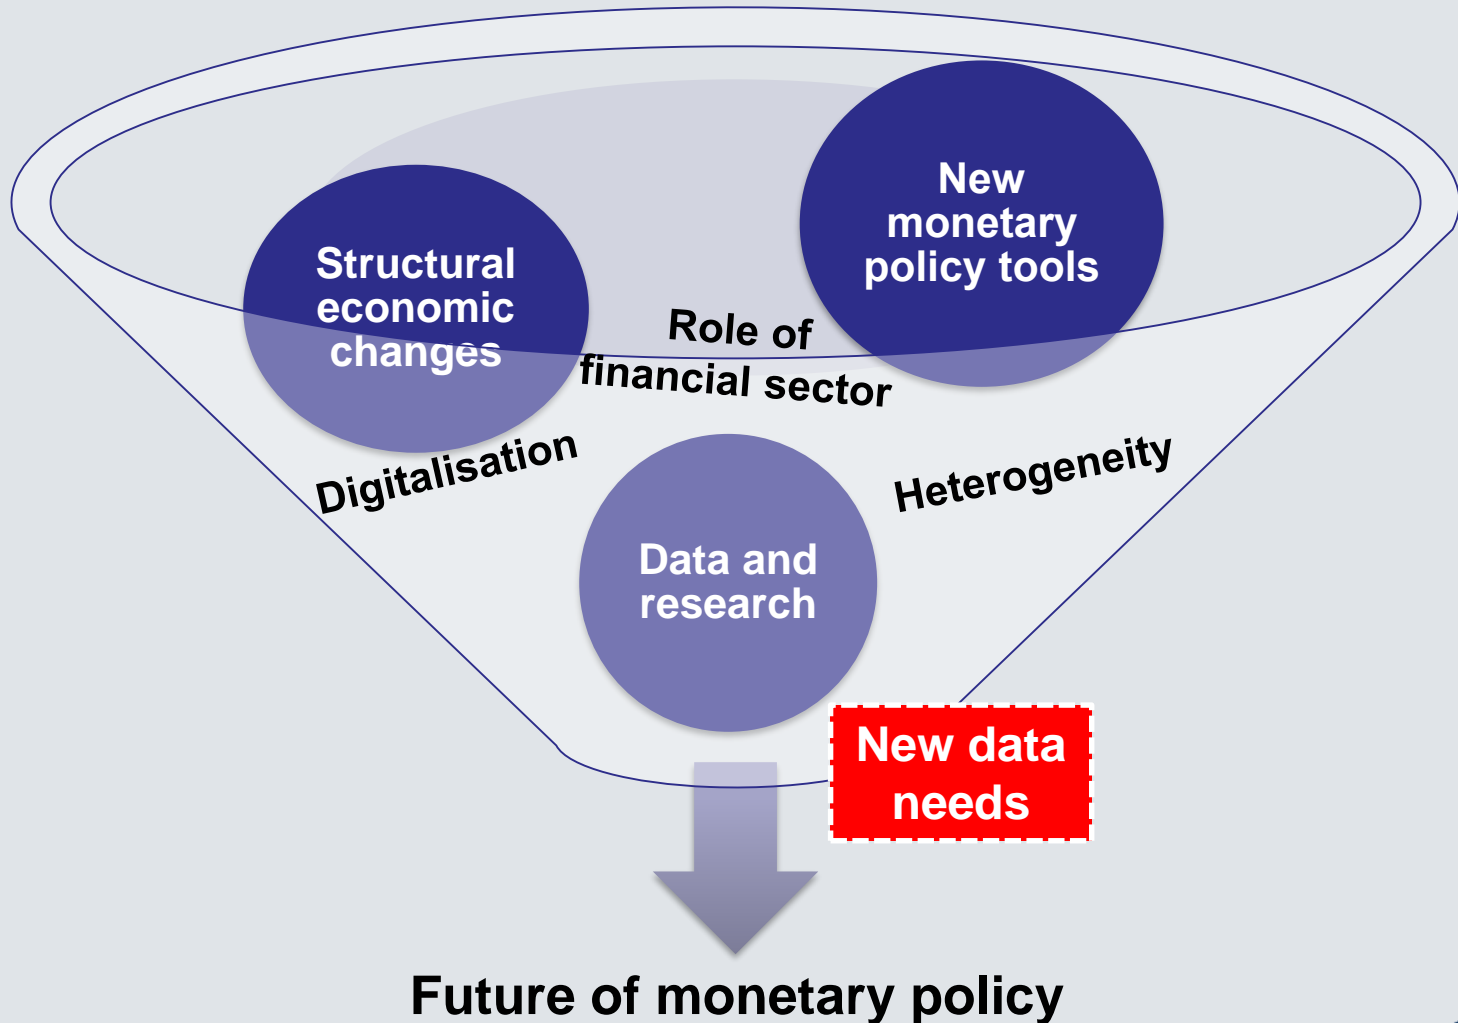 New
monetary
policy tools
Structural
economic
changes
Role of
financial sector
Digitalisation
Heterogeneity
Data and
research
New data
needs
Future of monetary policy